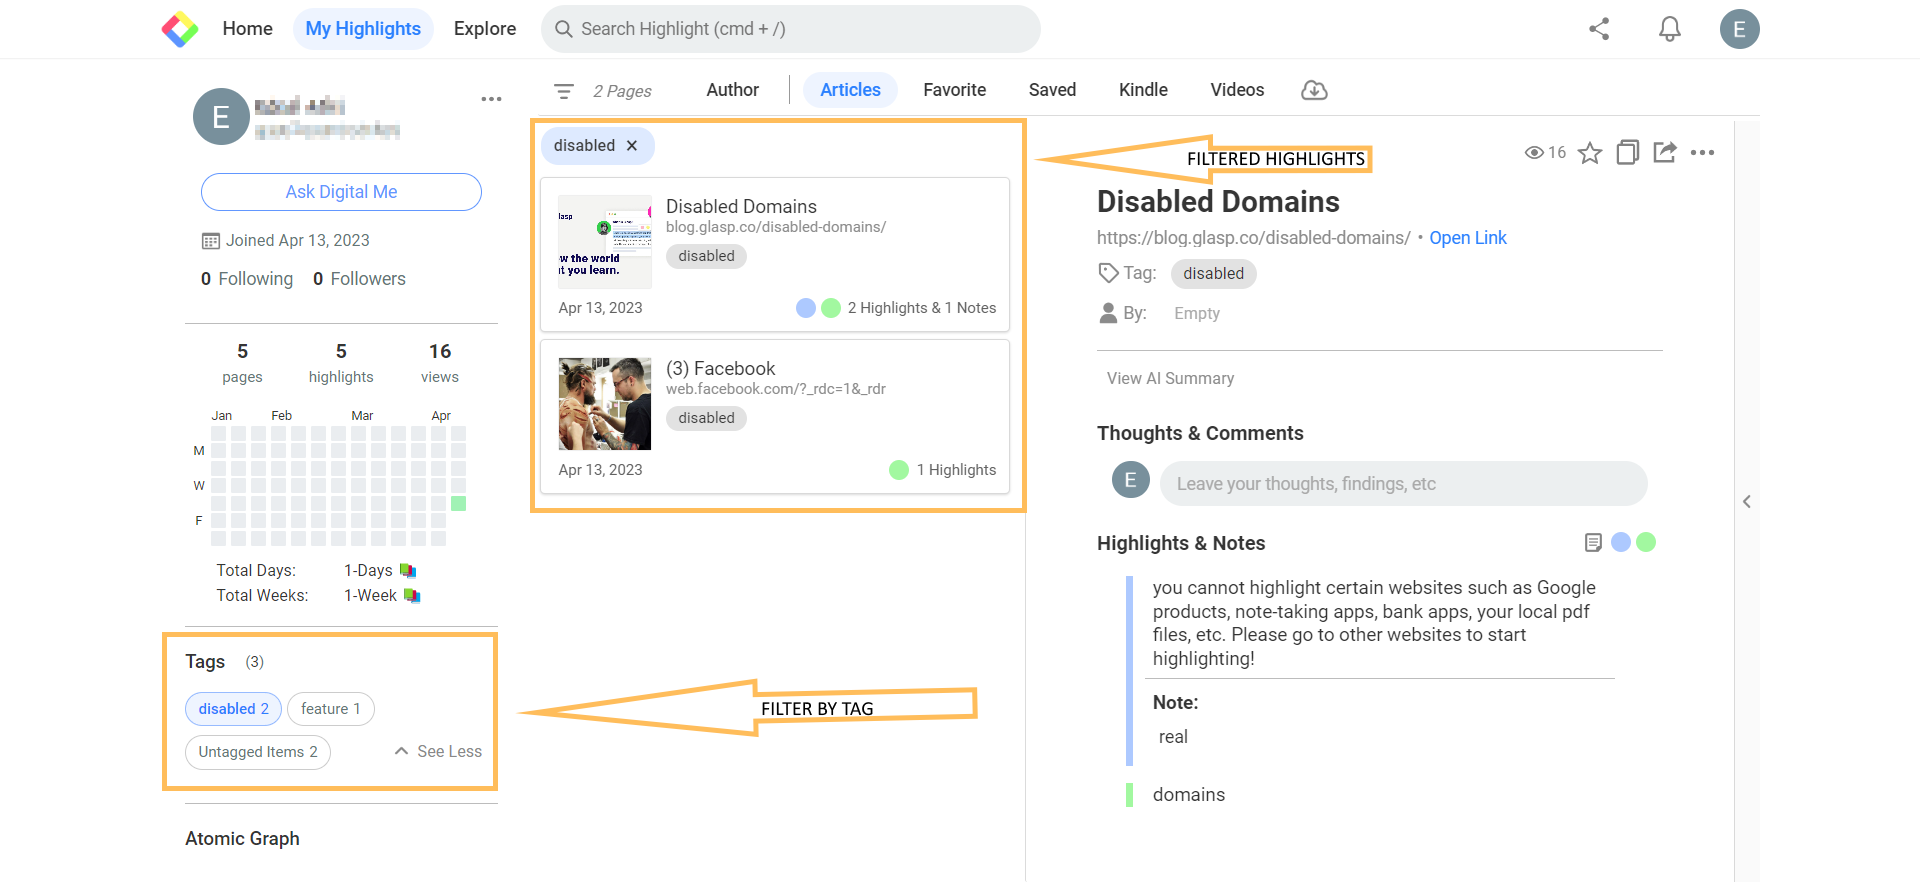 Home
My Highlights
Explore
Search Highlight (cmd + /)
E
E
Ask Digital Me
Joined Apr 13, 2023
0 Following 0 Followers
5 5 16
pages highlights views
Jan Feb Mar Apr
M
W
F
Total Days: 1-Days
Total Weeks: 1-Week
Tags (3)
disabled 2 feature 1
Untagged Items 2 See Less
Atomic Graph
2 Pages Author Articles Favorite Saved Kindle Videos
disabled ✕
FILTERED HIGHLIGHTS
lasp
w the world
t you learn.
Disabled Domains
blog.glasp.co/disabled-domains/
disabled
Apr 13, 2023 2 Highlights & 1 Notes
(3) Facebook
web.facebook.com/?_rdc=1&_rdr
disabled
Apr 13, 2023 1 Highlights
FILTER BY TAG
16
Disabled Domains
https://blog.glasp.co/disabled-domains/ • Open Link
Tag: disabled
By: Empty
View AI Summary
Thoughts & Comments
E
Leave your thoughts, findings, etc
Highlights & Notes
you cannot highlight certain websites such as Google
products, note-taking apps, bank apps, your local pdf
files, etc. Please go to other websites to start
highlighting!
Note:
real
domains